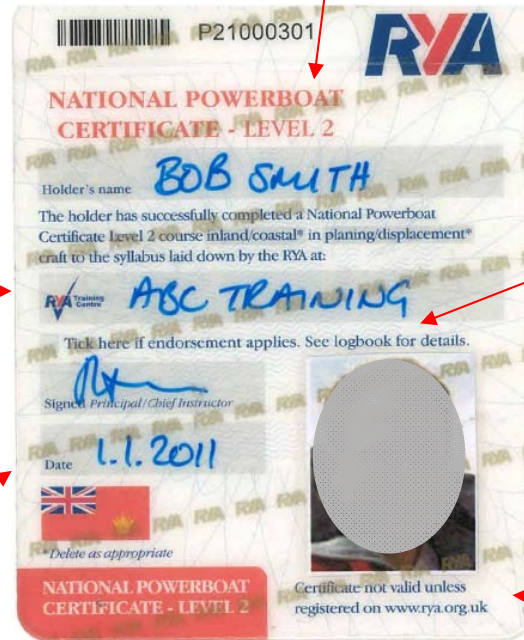 P21000301
RYA
NATIONAL POWERBOAT
CERTIFICATE - LEVEL 2
Holder's name BOB SMITH
The holder has successfully completed a National Powerboat
Certificate Level 2 course inland/coastal* in planing/displacement*
craft to the syllabus laid down by the RYA at:
RYA Training Centre ABC TRAINING
Tick here if endorsement applies. See logbook for details.
Signed Principal/Chief Instructor
Date 1.1.2011
*Delete as appropriate
NATIONAL POWERBOAT
CERTIFICATE - LEVEL 2
Certificate not valid unless
registered on www.rya.org.uk